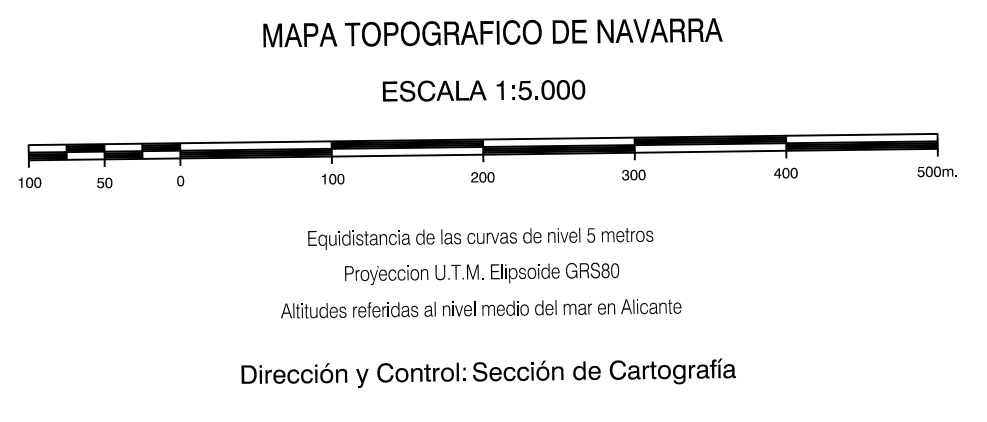 MAPA TOPOGRAFICO DE NAVARRA
ESCALA 1:5.000
100 50 0 100 200 300 400 500m.
Equidistancia de las curvas de nivel 5 metros
Proyeccion U.T.M. Elipsoide GRS80
Altitudes referidas al nivel medio del mar en Alicante
Dirección y Control: Sección de Cartografía